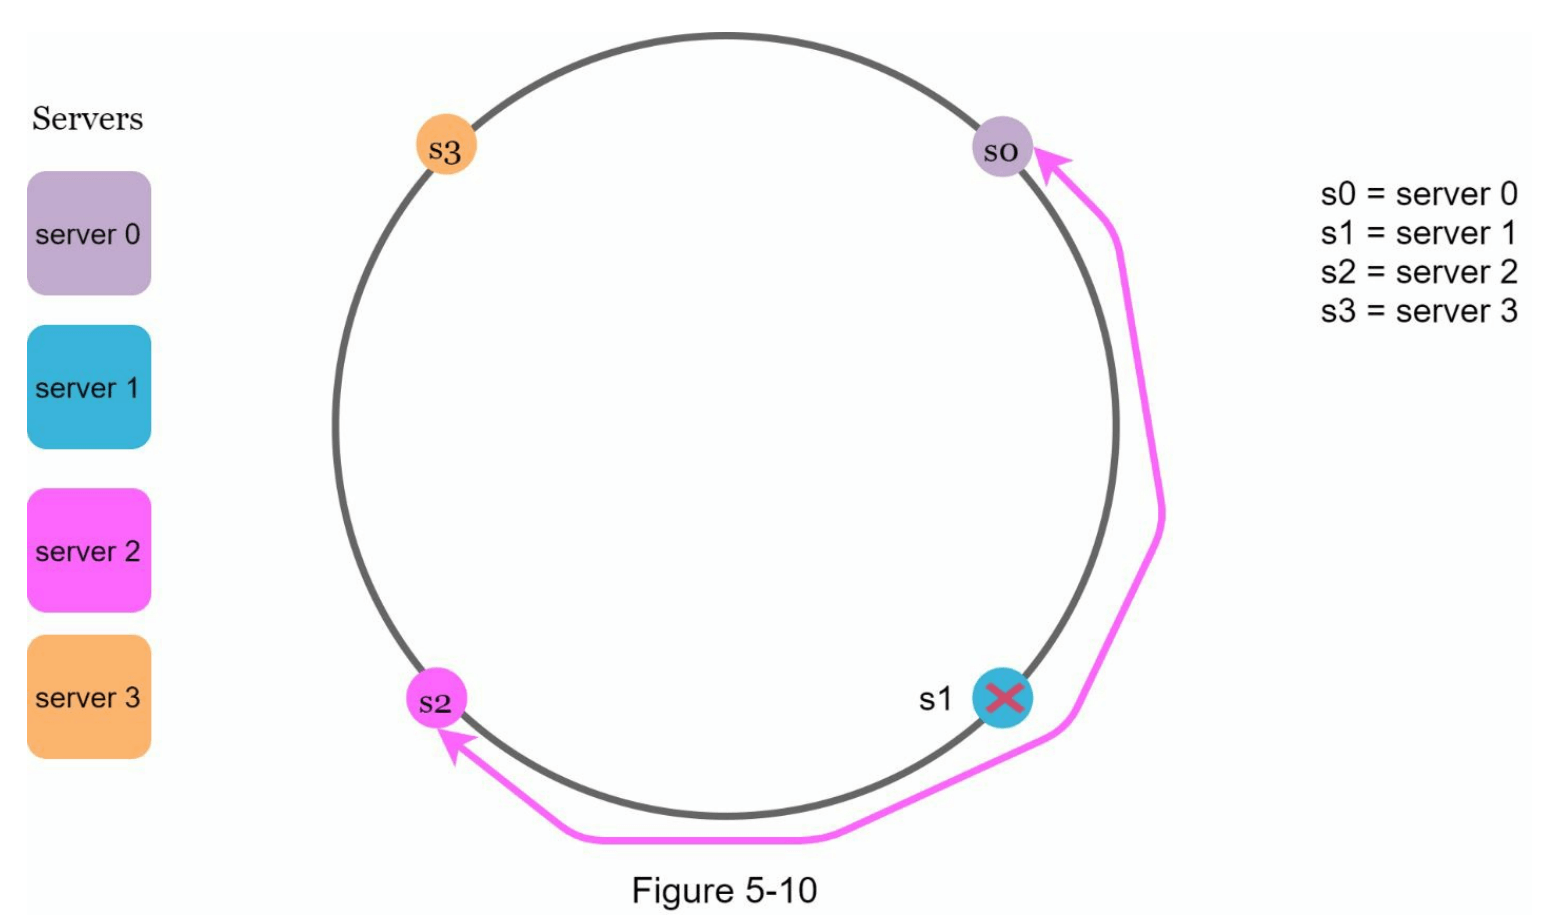 Servers
server 0
server 1
server 2
server 3
s3
s0
s2
s1
s0 = server 0
s1 = server 1
s2 = server 2
s3 = server 3
Figure 5-10